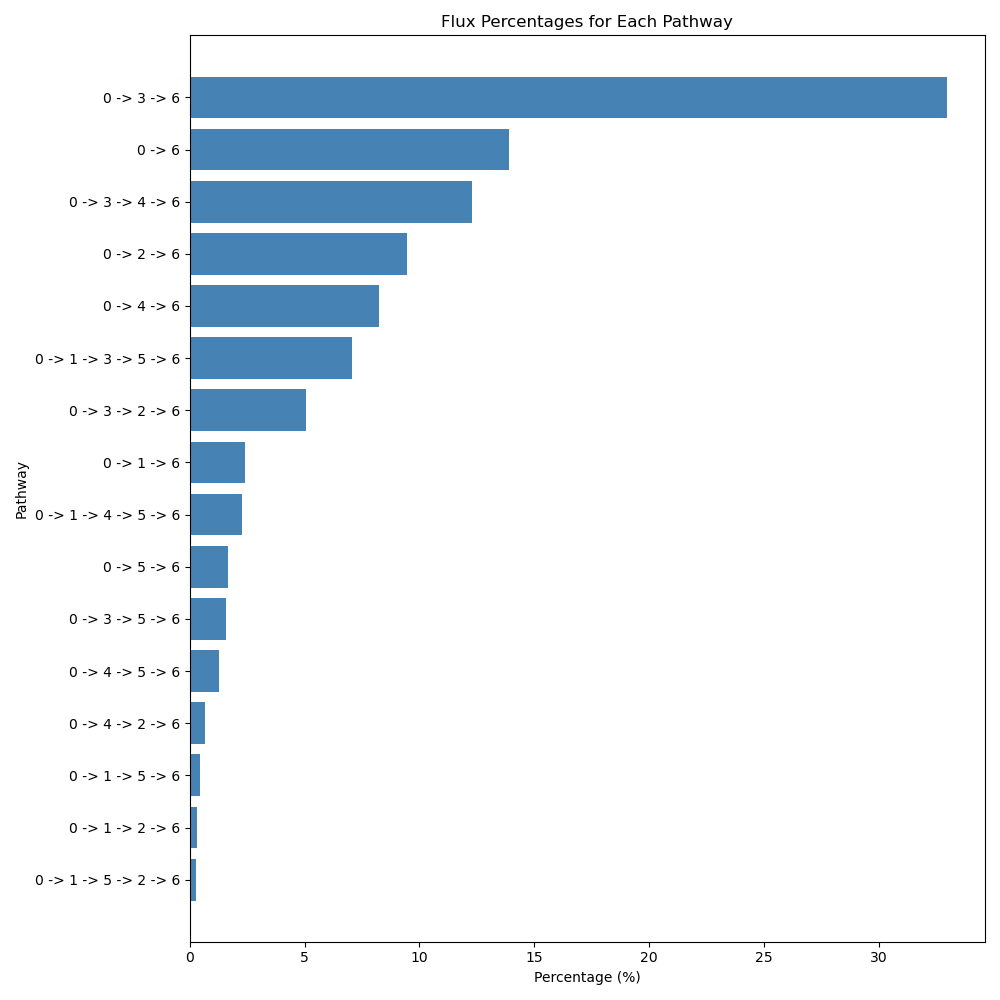 Flux Percentages for Each Pathway
Pathway
0 -> 3 -> 6
0 -> 6
0 -> 3 -> 4 -> 6
0 -> 2 -> 6
0 -> 4 -> 6
0 -> 1 -> 3 -> 5 -> 6
0 -> 3 -> 2 -> 6
0 -> 1 -> 6
0 -> 1 -> 4 -> 5 -> 6
0 -> 5 -> 6
0 -> 3 -> 5 -> 6
0 -> 4 -> 5 -> 6
0 -> 4 -> 2 -> 6
0 -> 1 -> 5 -> 6
0 -> 1 -> 2 -> 6
0 -> 1 -> 5 -> 2 -> 6
0 5 10 15 20 25 30
Percentage (%)